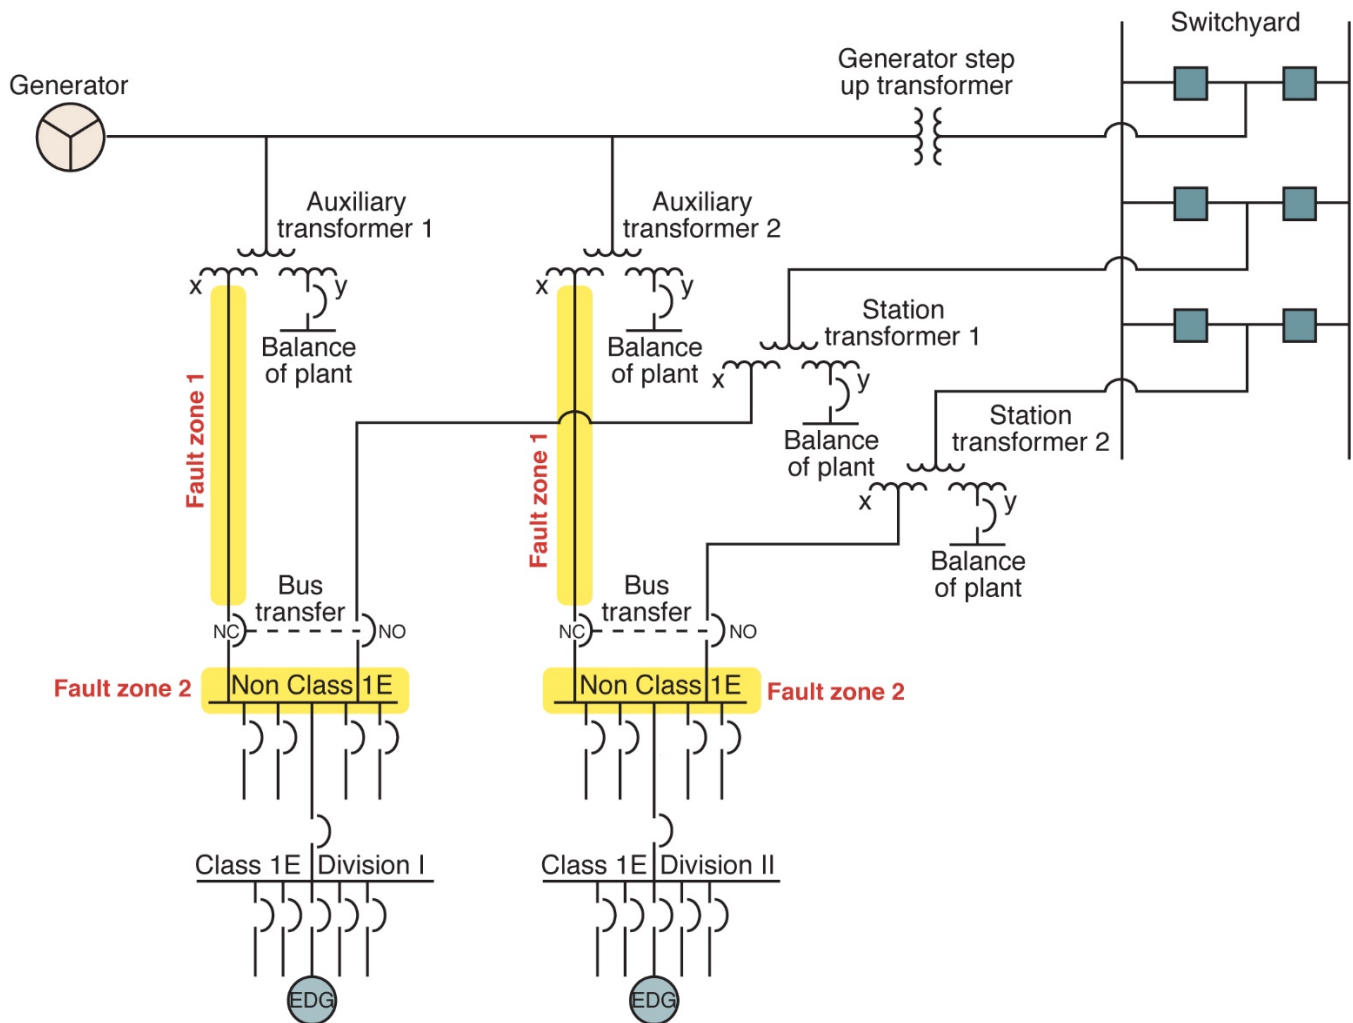 Switchyard
Generator step
up transformer
Generator
Auxiliary
transformer 1
Auxiliary
transformer 2
x
y
x
y
Balance
of plant
Balance
of plant
Station
transformer 1
x
y
Balance
of plant
Station
transformer 2
x
y
Balance
of plant
Fault zone 1
Fault zone 1
Bus
transfer
NC
NO
Bus
transfer
NC
NO
Fault zone 2
Non Class 1E
Non Class 1E
Fault zone 2
Class 1E Division I
Class 1E Division II
EDG
EDG